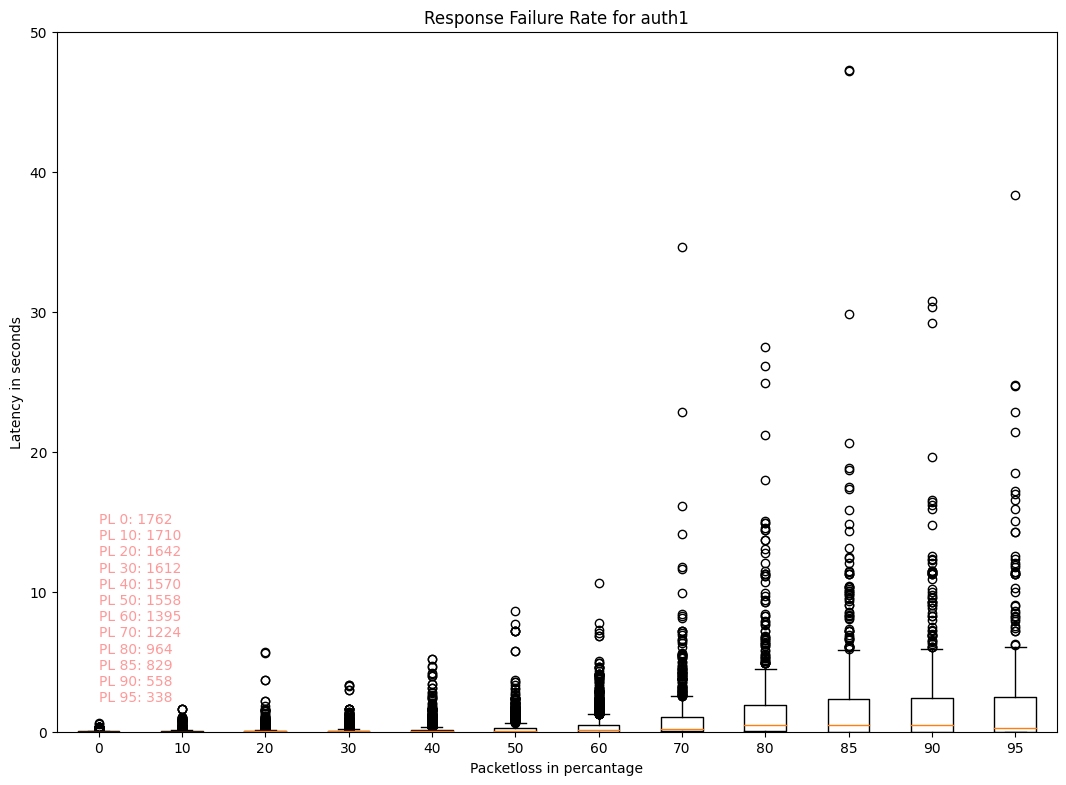 Response Failure Rate for auth1
50
40
30
20
10
0
Latency in seconds
PL 0: 1762
PL 10: 1710
PL 20: 1642
PL 30: 1612
PL 40: 1570
PL 50: 1558
PL 60: 1395
PL 70: 1224
PL 80: 964
PL 85: 829
PL 90: 558
PL 95: 338
0 10 20 30 40 50 60 70 80 85 90 95
Packetloss in percantage